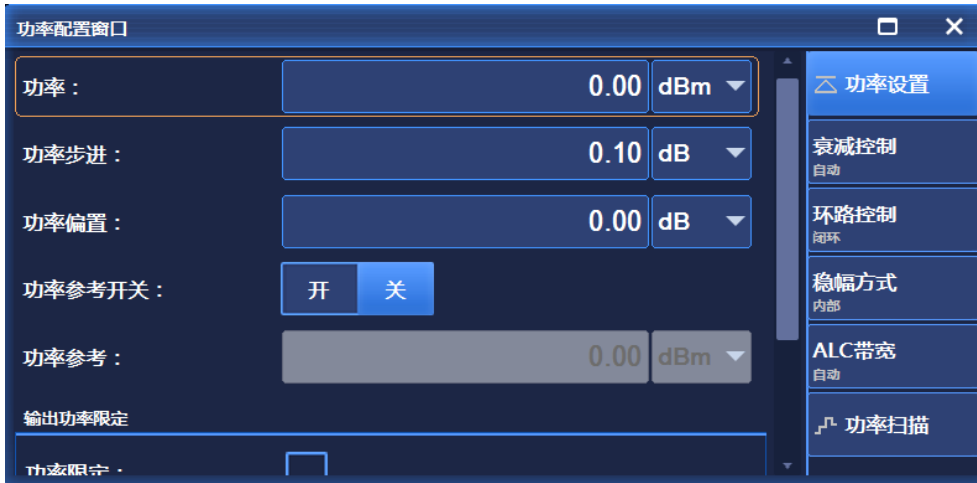 功率配置窗口
功率： 0.00 dBm
功率步进： 0.10 dB
功率偏置： 0.00 dB
功率参考开关： 开 关
功率参考： 0.00 dBm
输出功率限定
功率限定：
功率设置
衰减控制
自动
环路控制
闭环
稳幅方式
内部
ALC带宽
自动
功率扫描